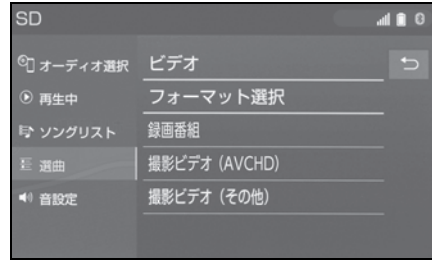 SD
オーディオ選択
再生中
ソングリスト
選曲
音設定
ビデオ
フォーマット選択
録画番組
撮影ビデオ (AVCHD)
撮影ビデオ (その他)